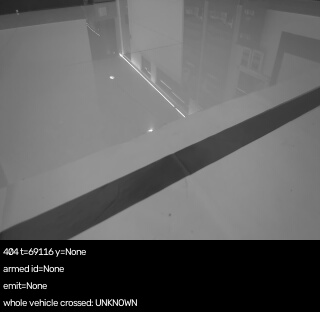 404 t=69116 y=None
armed id=None
emit=None
whole vehicle crossed: UNKNOWN